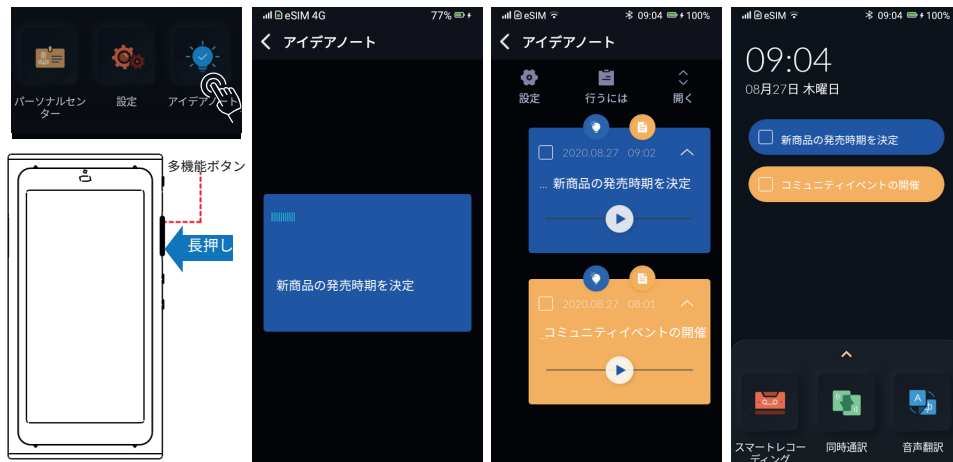 パーソナルセン
ター
設定
アイデアノート
多機能ボタン
長押し
eSIM 4G
77%
アイデアノート
新商品の発売時期を決定
eSIM
09:04
100%
アイデアノート
設定
行うには
開く
2020.08.27 09:02
... 新商品の発売時期を決定
2020.08.27 08:01
...コミュニティイベントの開催
eSIM
09:04
100%
09:04
08月27日 木曜日
新商品の発売時期を決定
コミュニティイベントの開催
スマートレコー
ディング
同時通訳
音声翻訳